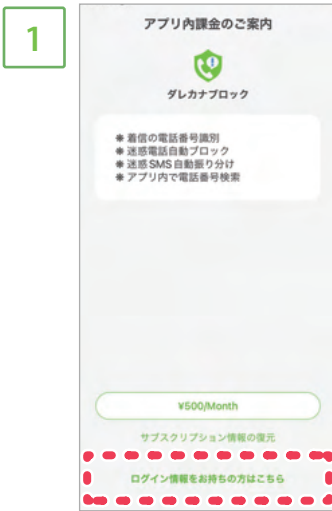 1
アプリ内課金のご案内
ダレカナブロック
❋ 着信の電話番号識別
❋ 迷惑電話自動ブロック
❋ 迷惑SMS自動振り分け
❋ アプリ内で電話番号検索
¥500/Month
サブスクリプション情報の復元
ログイン情報をお持ちの方はこちら